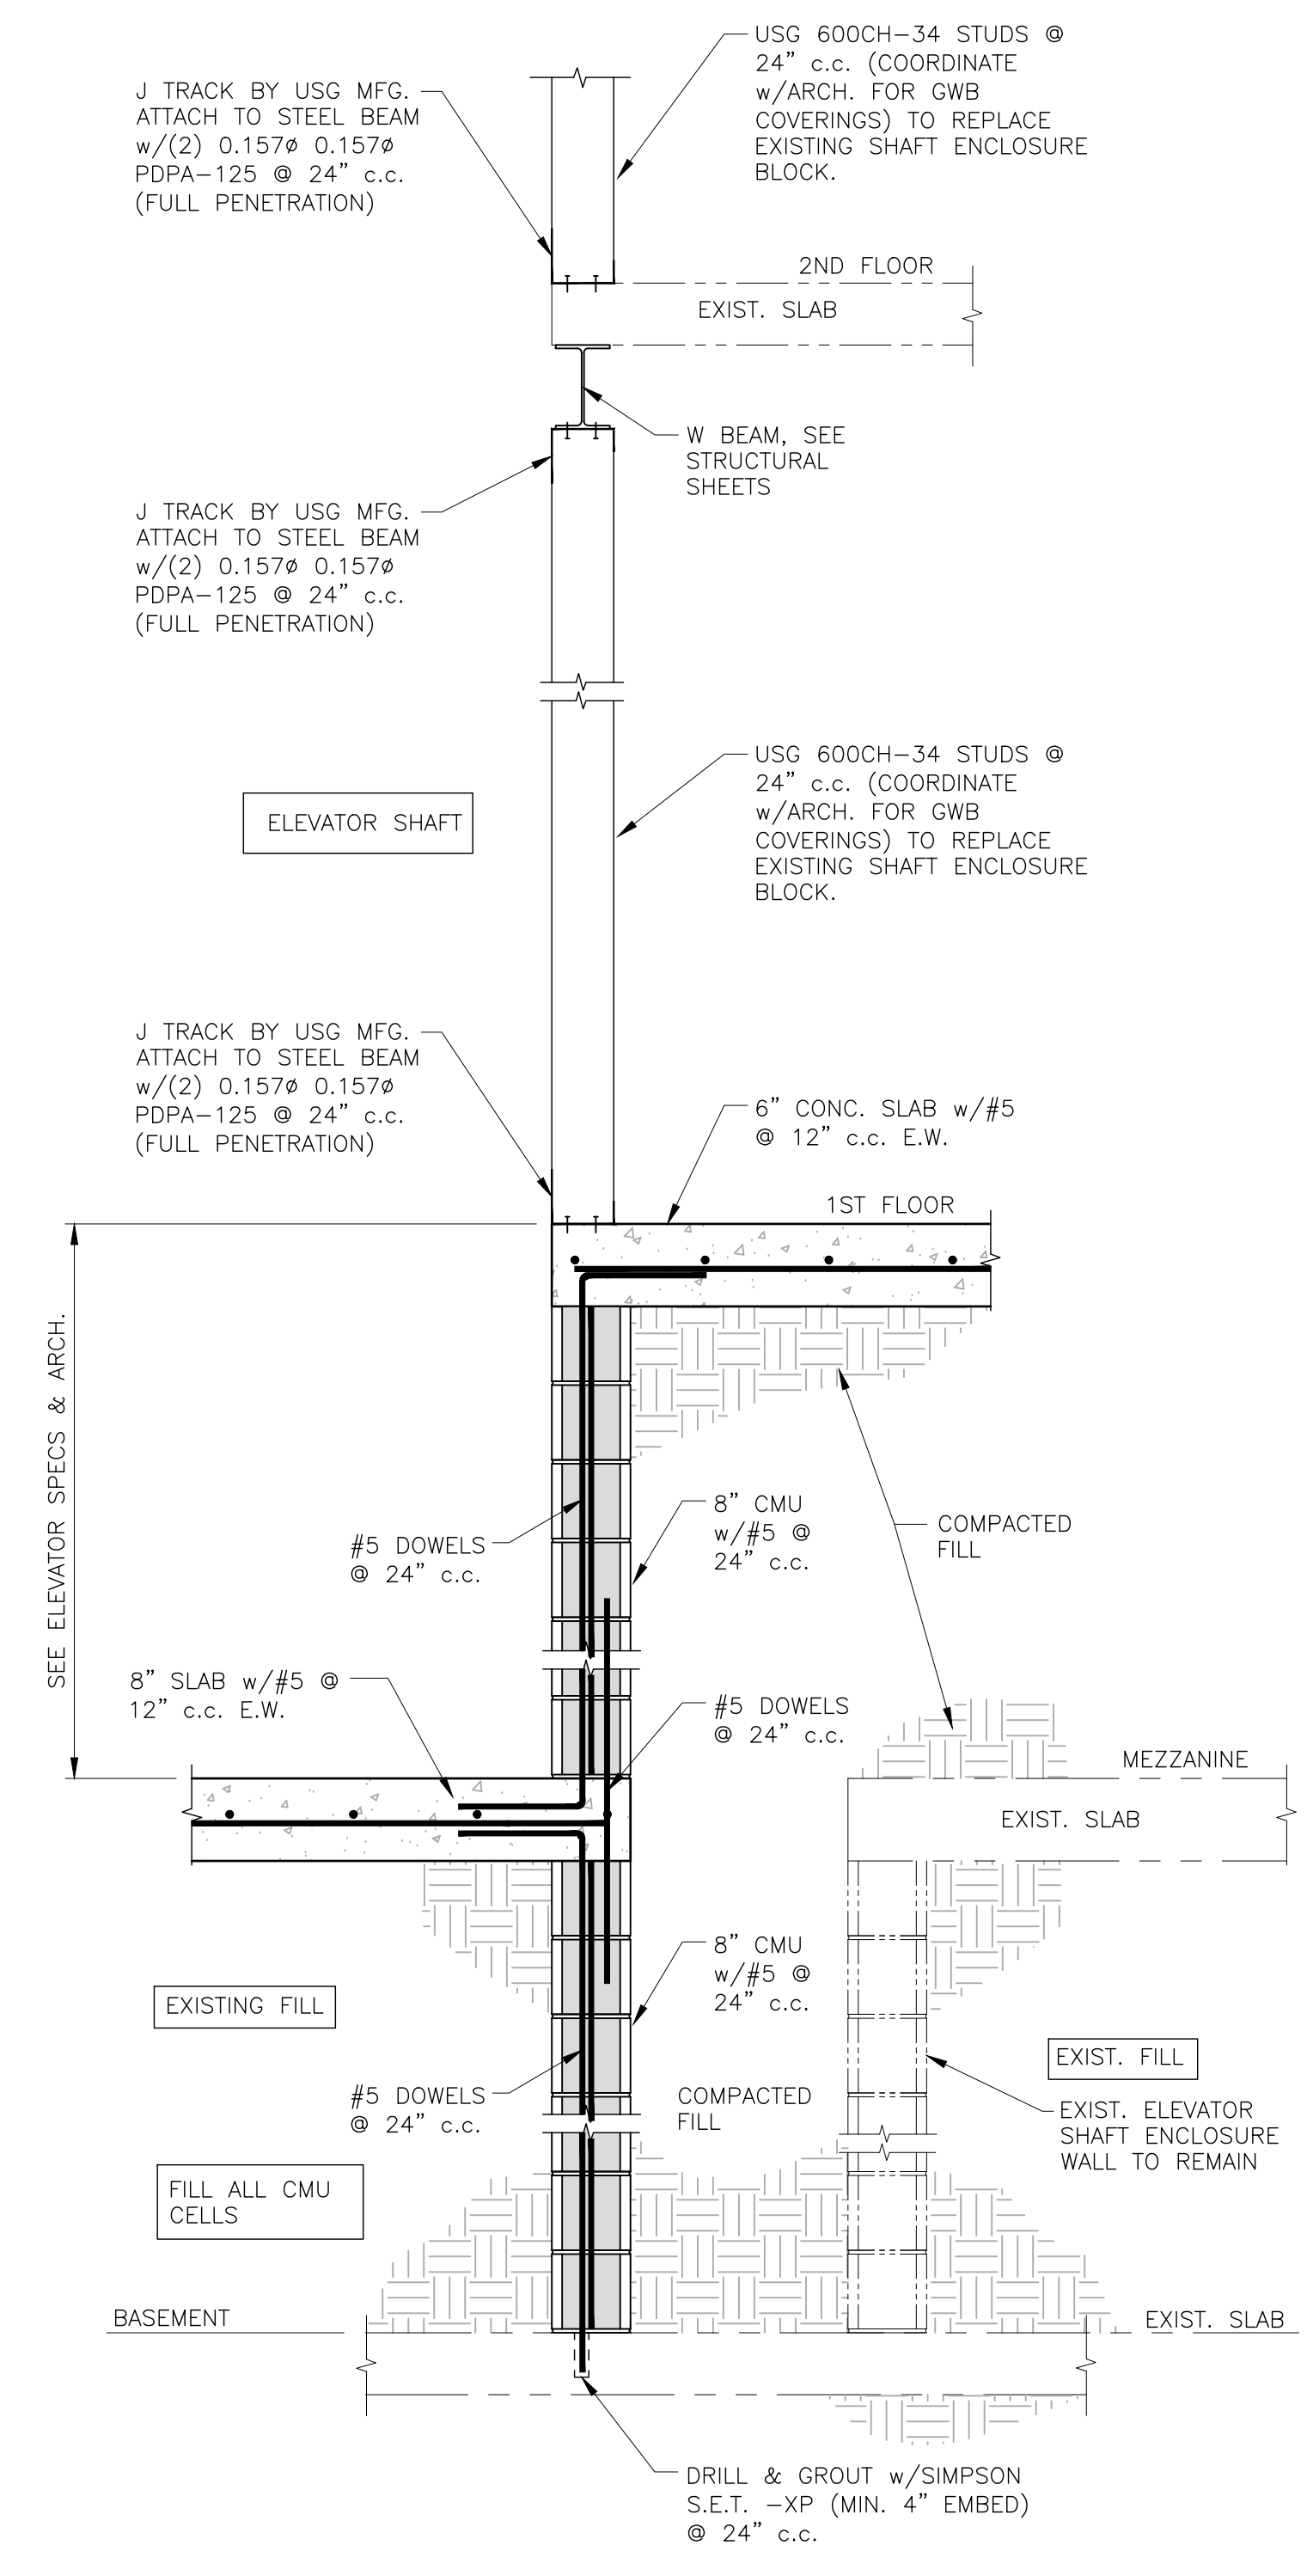 USG 600CH-34 STUDS @
24" c.c. (COORDINATE
w/ARCH. FOR GWB
COVERINGS) TO REPLACE
EXISTING SHAFT ENCLOSURE
BLOCK.
J TRACK BY USG MFG.
ATTACH TO STEEL BEAM
w/(2) 0.157ø 0.157ø
PDPA-125 @ 24" c.c.
(FULL PENETRATION)
2ND FLOOR
EXIST. SLAB
W BEAM, SEE
STRUCTURAL
SHEETS
J TRACK BY USG MFG.
ATTACH TO STEEL BEAM
w/(2) 0.157ø 0.157ø
PDPA-125 @ 24" c.c.
(FULL PENETRATION)
USG 600CH-34 STUDS @
24" c.c. (COORDINATE
w/ARCH. FOR GWB
COVERINGS) TO REPLACE
EXISTING SHAFT ENCLOSURE
BLOCK.
ELEVATOR SHAFT
J TRACK BY USG MFG.
ATTACH TO STEEL BEAM
w/(2) 0.157ø 0.157ø
PDPA-125 @ 24" c.c.
(FULL PENETRATION)
6" CONC. SLAB w/#5
@ 12" c.c. E.W.
1ST FLOOR
SEE ELEVATOR SPECS & ARCH.
8" CMU
w/#5 @
24" c.c.
COMPACTED
FILL
#5 DOWELS
@ 24" c.c.
8" SLAB w/#5 @
12" c.c. E.W.
#5 DOWELS
@ 24" c.c.
MEZZANINE
EXIST. SLAB
8" CMU
w/#5 @
24" c.c.
EXISTING FILL
EXIST. FILL
#5 DOWELS
@ 24" c.c.
COMPACTED
FILL
EXIST. ELEVATOR
SHAFT ENCLOSURE
WALL TO REMAIN
FILL ALL CMU
CELLS
BASEMENT
EXIST. SLAB
DRILL & GROUT w/SIMPSON
S.E.T. -XP (MIN. 4" EMBED)
@ 24" c.c.